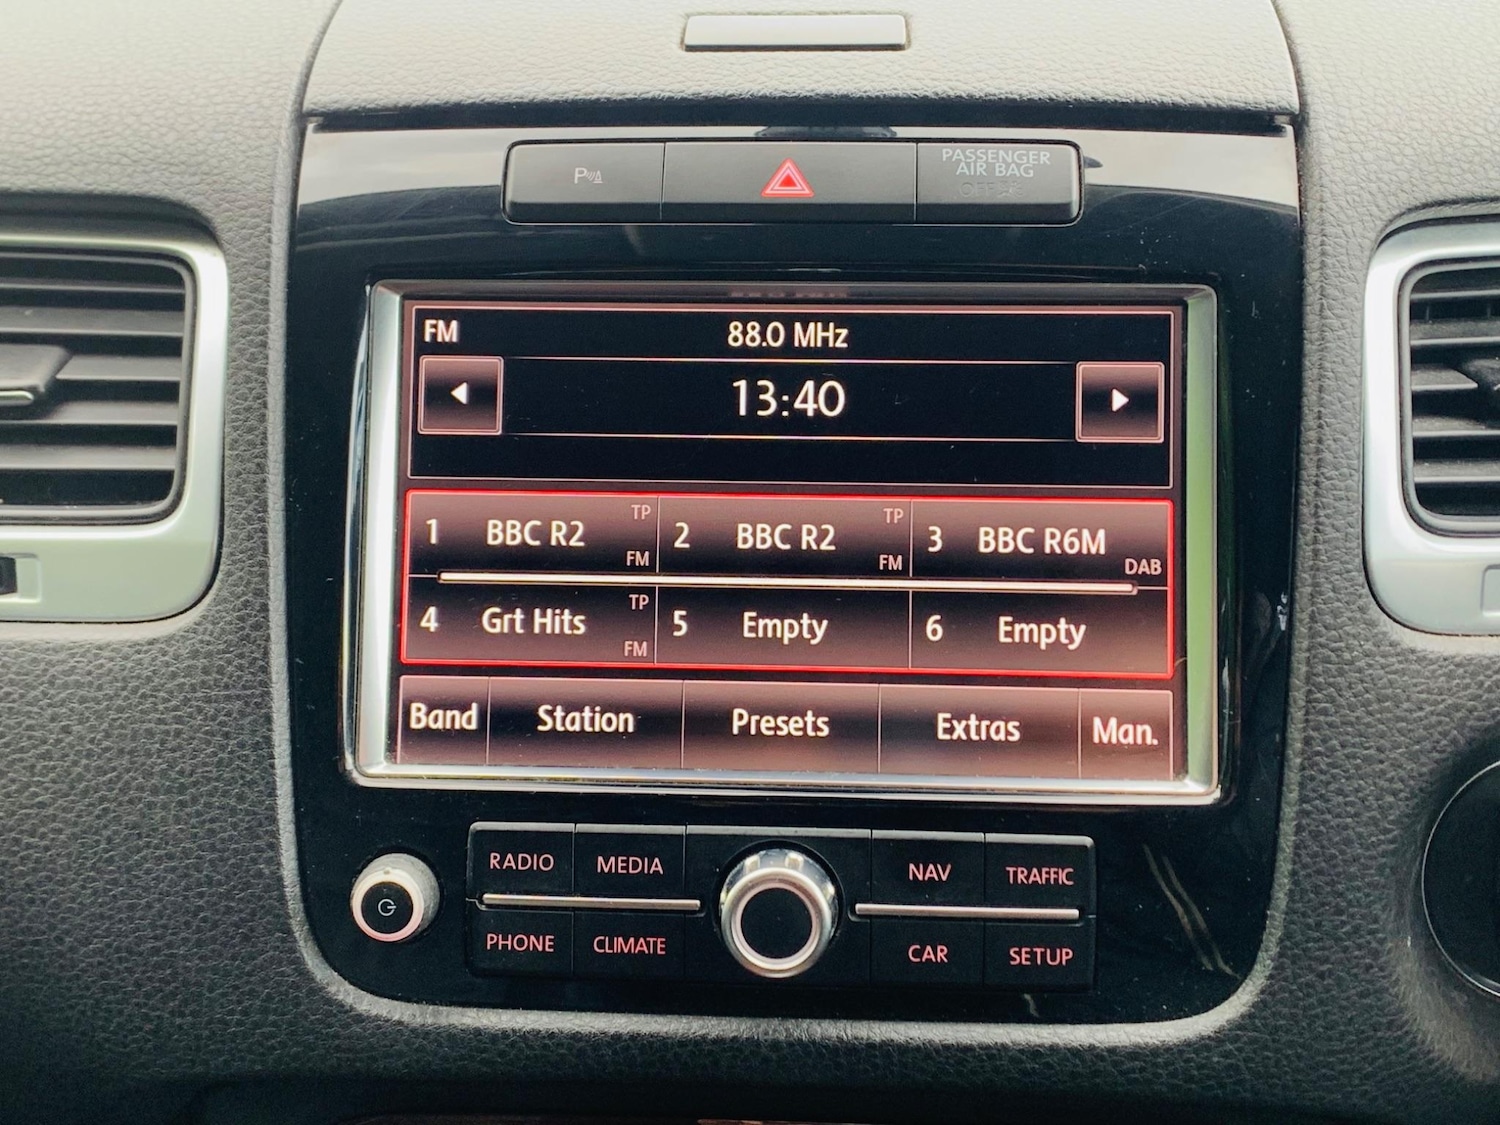 P
PASSENGER
AIR BAG
OFF
FM
88.0 MHz
13:40
1 BBC R2 TP FM
2 BBC R2 TP FM
3 BBC R6M DAB
4 Grt Hits TP FM
5 Empty
6 Empty
Band Station Presets Extras Man.
RADIO MEDIA NAV TRAFFIC
PHONE CLIMATE CAR SETUP